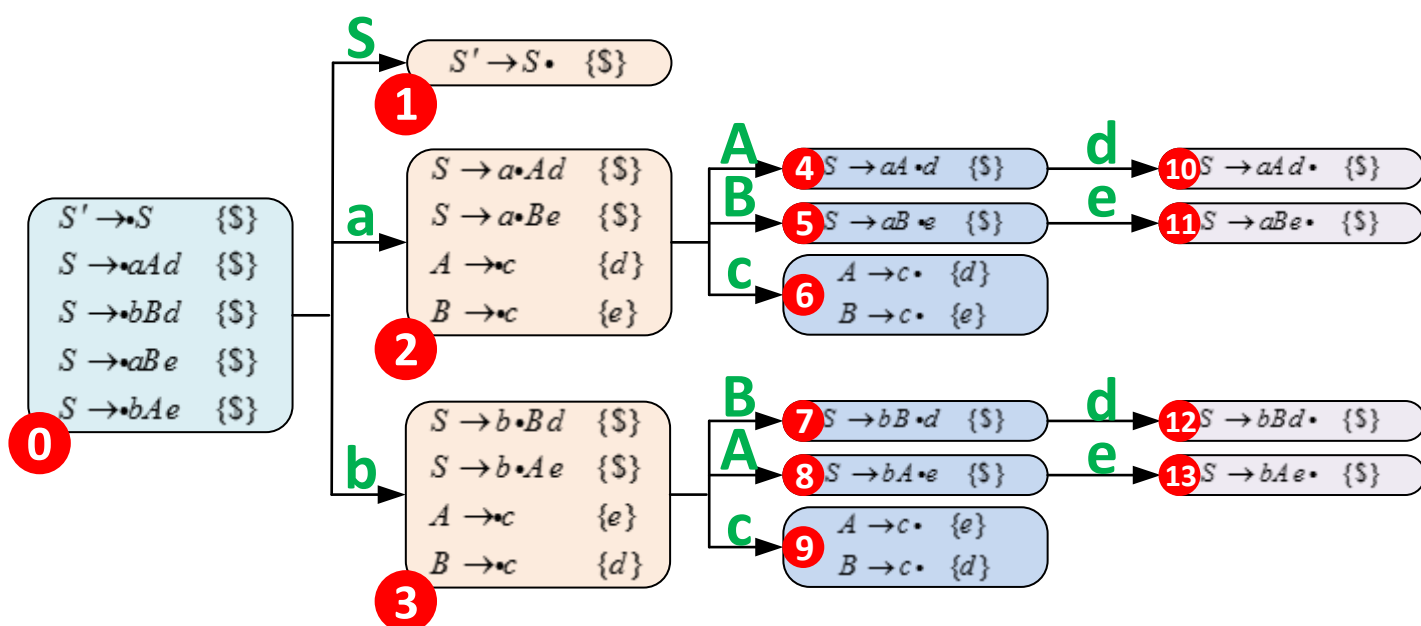 S
S' → S• {$}
1
S' →•S {$}
S →•aAd {$}
S →•bBd {$}
S →•aBe {$}
S →•bAe {$}
0
a
S → a•Ad {$}
S → a•Be {$}
A →•c {d}
B →•c {e}
2
b
S → b•Bd {$}
S → b•Ae {$}
A →•c {e}
B →•c {d}
3
A
4 S → aA•d {$}
d
10 S → aAd• {$}
B
5 S → aB•e {$}
e
11 S → aBe• {$}
c
6
A → c• {d}
B → c• {e}
B
7 S → bB•d {$}
d
12 S → bBd• {$}
A
8 S → bA•e {$}
e
13 S → bAe• {$}
c
9
A → c• {e}
B → c• {d}